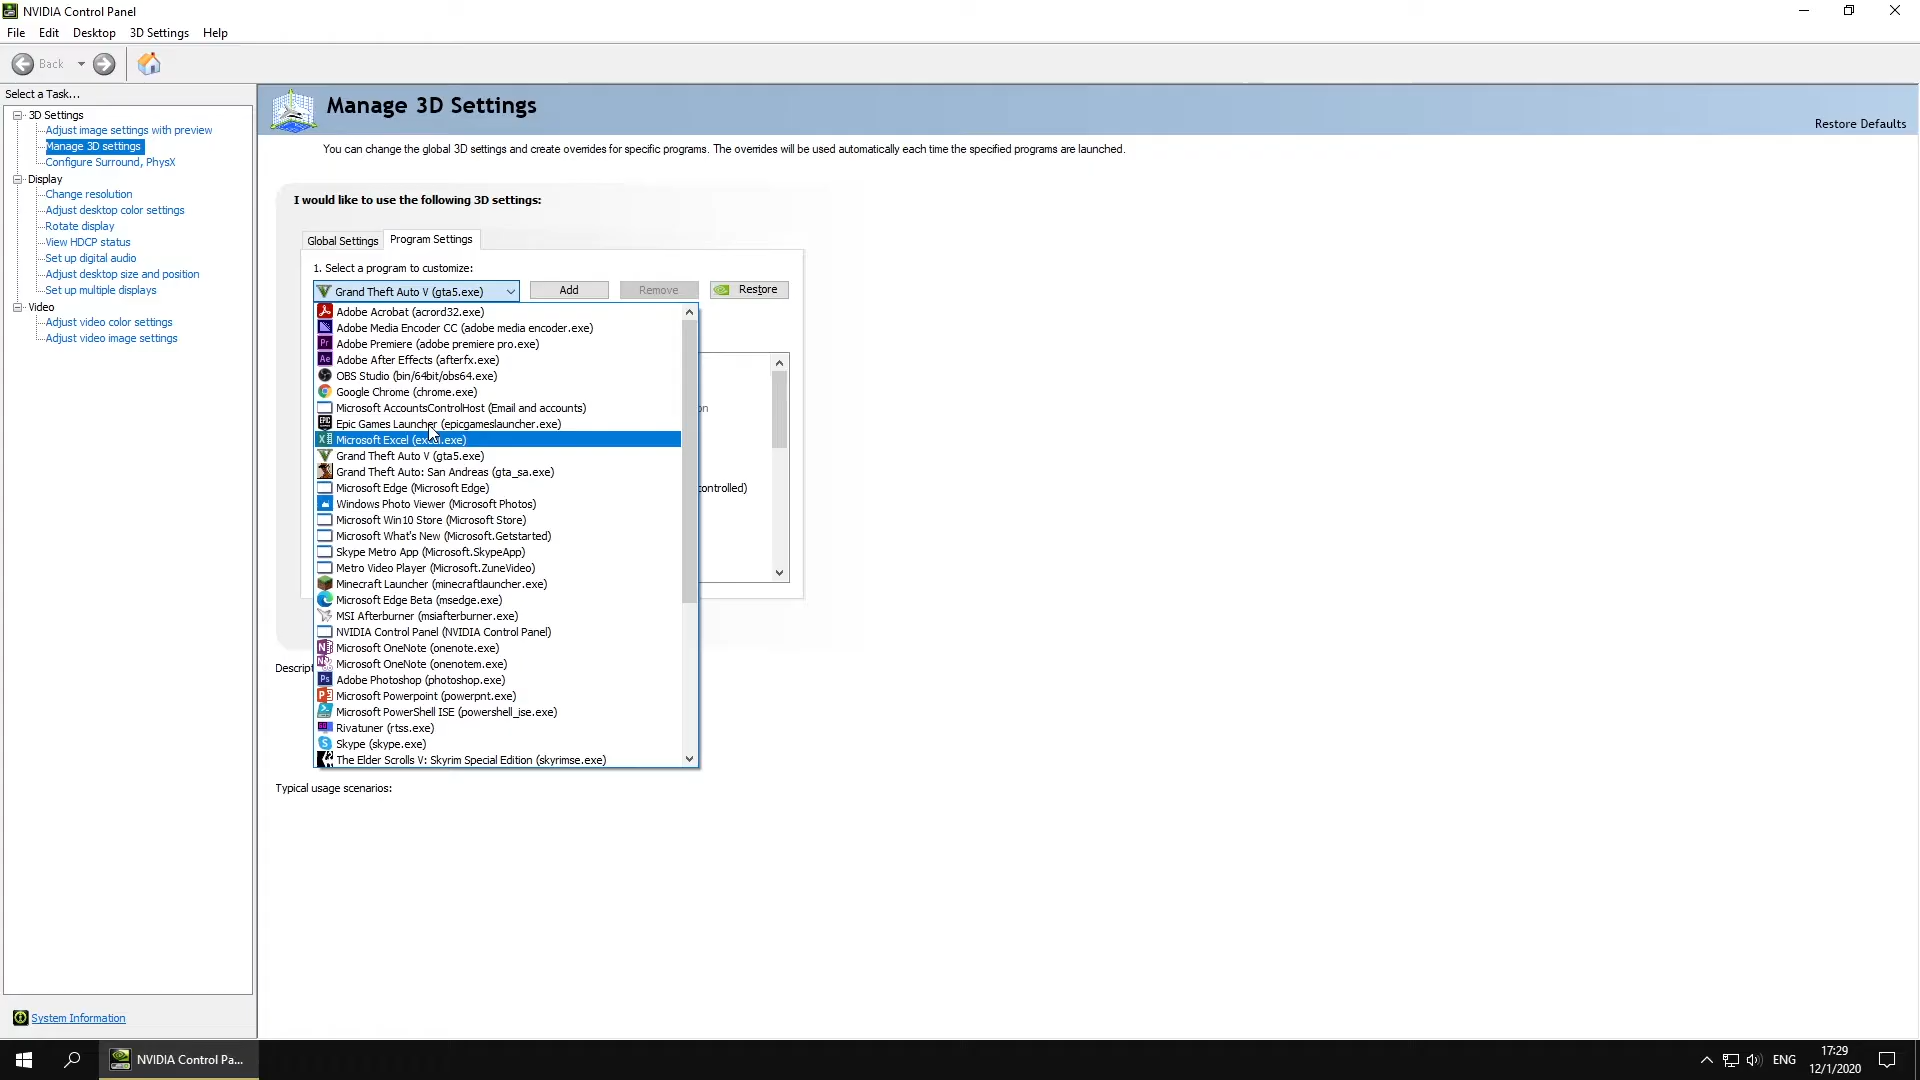 NVIDIA Control Panel
File Edit Desktop 3D Settings Help
Back
Select a Task...
3D Settings
Adjust image settings with preview
Manage 3D settings
Configure Surround, PhysX
Display
Change resolution
Adjust desktop color settings
Rotate display
View HDCP status
Set up digital audio
Adjust desktop size and position
Set up multiple displays
Video
Adjust video color settings
Adjust video image settings
System Information
Manage 3D Settings
Restore Defaults
You can change the global 3D settings and create overrides for specific programs. The overrides will be used automatically each time the specified programs are launched.
I would like to use the following 3D settings:
Global Settings Program Settings
1. Select a program to customize:
Grand Theft Auto V (gta5.exe) Add Remove Restore
Adobe Acrobat (acrord32.exe)
Adobe Media Encoder CC (adobe media encoder.exe)
Adobe Premiere (adobe premiere pro.exe)
Adobe After Effects (afterfx.exe)
OBS Studio (bin/64bit/obs64.exe)
Google Chrome (chrome.exe)
Microsoft AccountsControlHost (Email and accounts)
on
Epic Games Launcher (epicgameslauncher.exe)
Microsoft Excel (excel.exe)
Grand Theft Auto V (gta5.exe)
Grand Theft Auto: San Andreas (gta_sa.exe)
Microsoft Edge (Microsoft Edge)
controlled)
Windows Photo Viewer (Microsoft Photos)
Microsoft Win10 Store (Microsoft Store)
Microsoft What's New (Microsoft.Getstarted)
Skype Metro App (Microsoft.SkypeApp)
Metro Video Player (Microsoft.ZuneVideo)
Minecraft Launcher (minecraftlauncher.exe)
Microsoft Edge Beta (msedge.exe)
MSI Afterburner (msiafterburner.exe)
NVIDIA Control Panel (NVIDIA Control Panel)
Microsoft OneNote (onenote.exe)
Microsoft OneNote (onenotem.exe)
Adobe Photoshop (photoshop.exe)
Microsoft Powerpoint (powerpnt.exe)
Microsoft PowerShell ISE (powershell_ise.exe)
Rivatuner (rtss.exe)
Skype (skype.exe)
The Elder Scrolls V: Skyrim Special Edition (skyrimse.exe)
Descript
Typical usage scenarios:
NVIDIA Control Pa...
ENG
17:29
12/1/2020